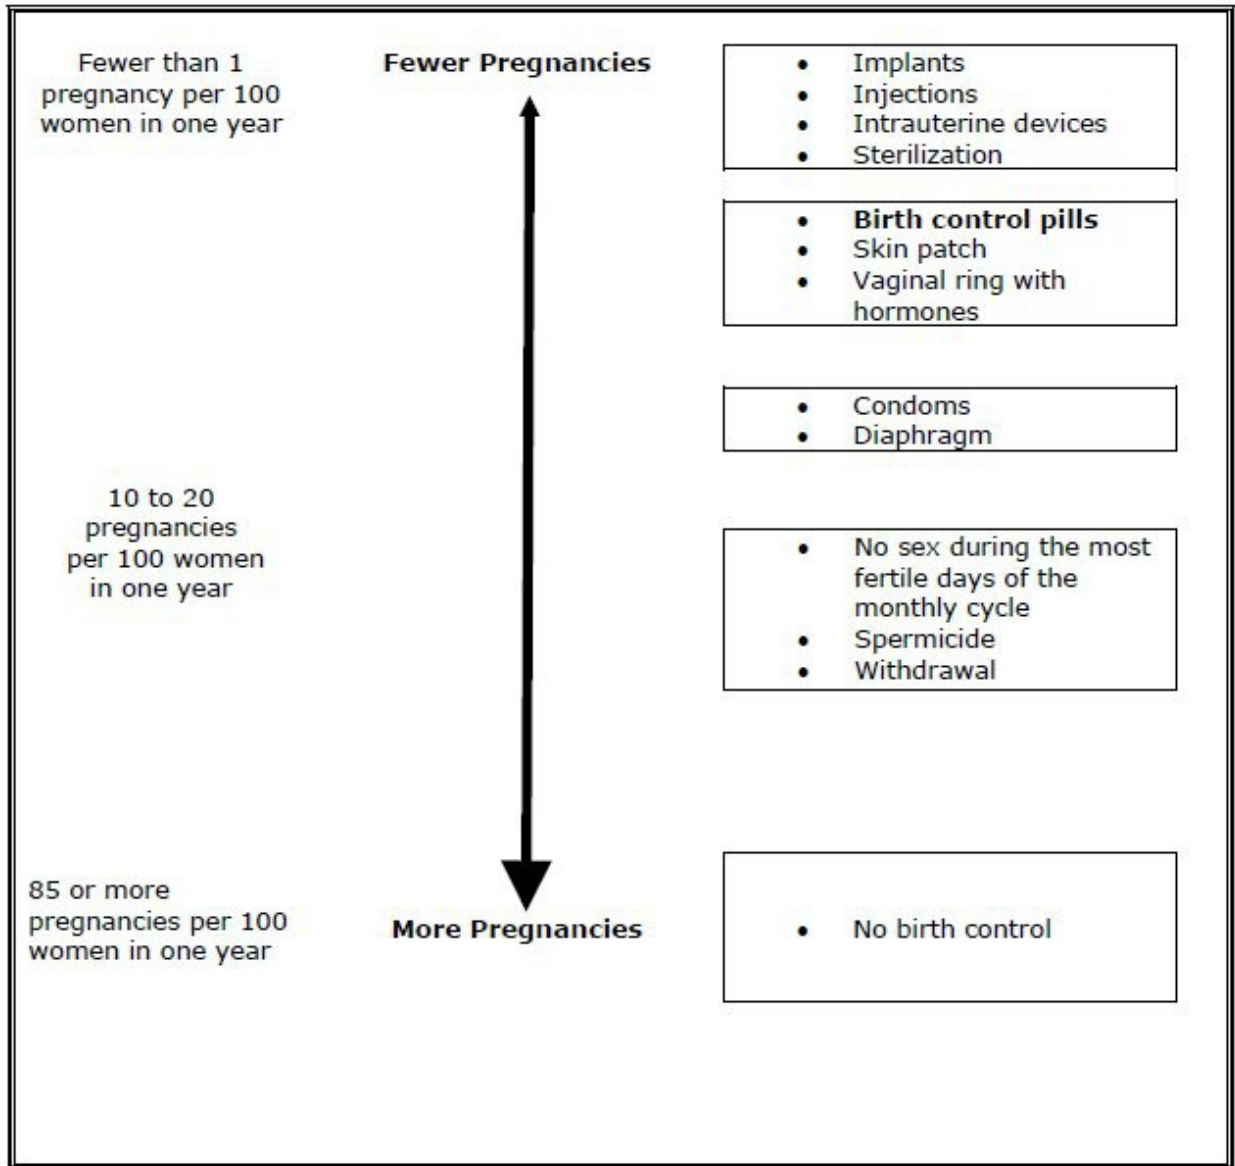 Fewer than 1
pregnancy per 100
women in one year
Fewer Pregnancies
• Implants
• Injections
• Intrauterine devices
• Sterilization
• Birth control pills
• Skin patch
• Vaginal ring with
hormones
• Condoms
• Diaphragm
10 to 20
pregnancies
per 100 women
in one year
• No sex during the most
fertile days of the
monthly cycle
• Spermicide
• Withdrawal
85 or more
pregnancies per 100
women in one year
More Pregnancies
• No birth control